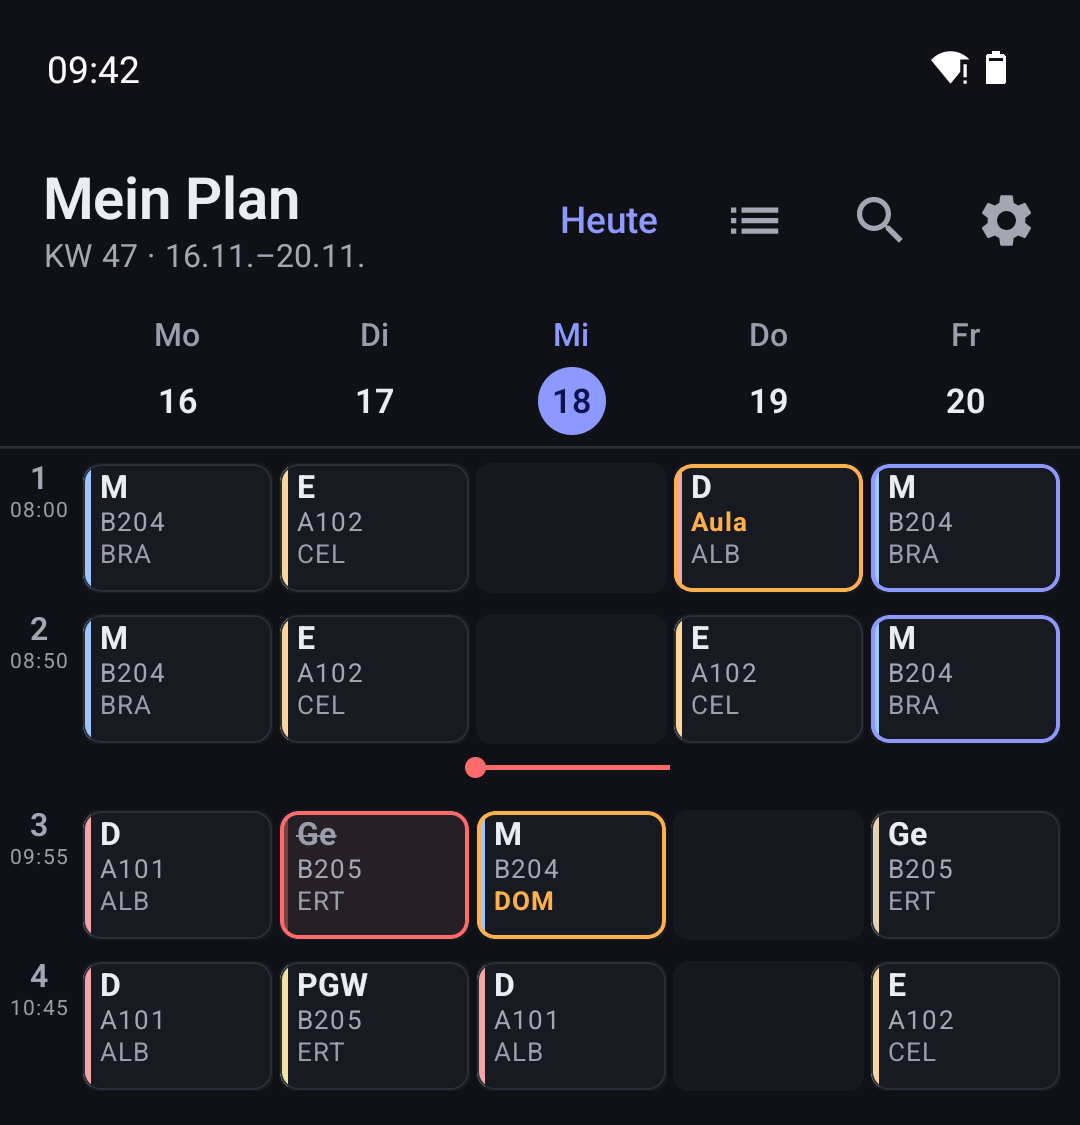 09:42
Mein Plan
Heute
KW 47 · 16.11.–20.11.
Mo Di Mi Do Fr
16 17 18 19 20
1 M E D M
08:00 B204 A102 Aula B204
BRA CEL ALB BRA
2 M E E M
08:50 B204 A102 A102 B204
BRA CEL CEL BRA
3 D Ge M Ge
09:55 A101 B205 B204 B205
ALB ERT DOM ERT
4 D PGW D E
10:45 A101 B205 A101 A102
ALB ERT ALB CEL